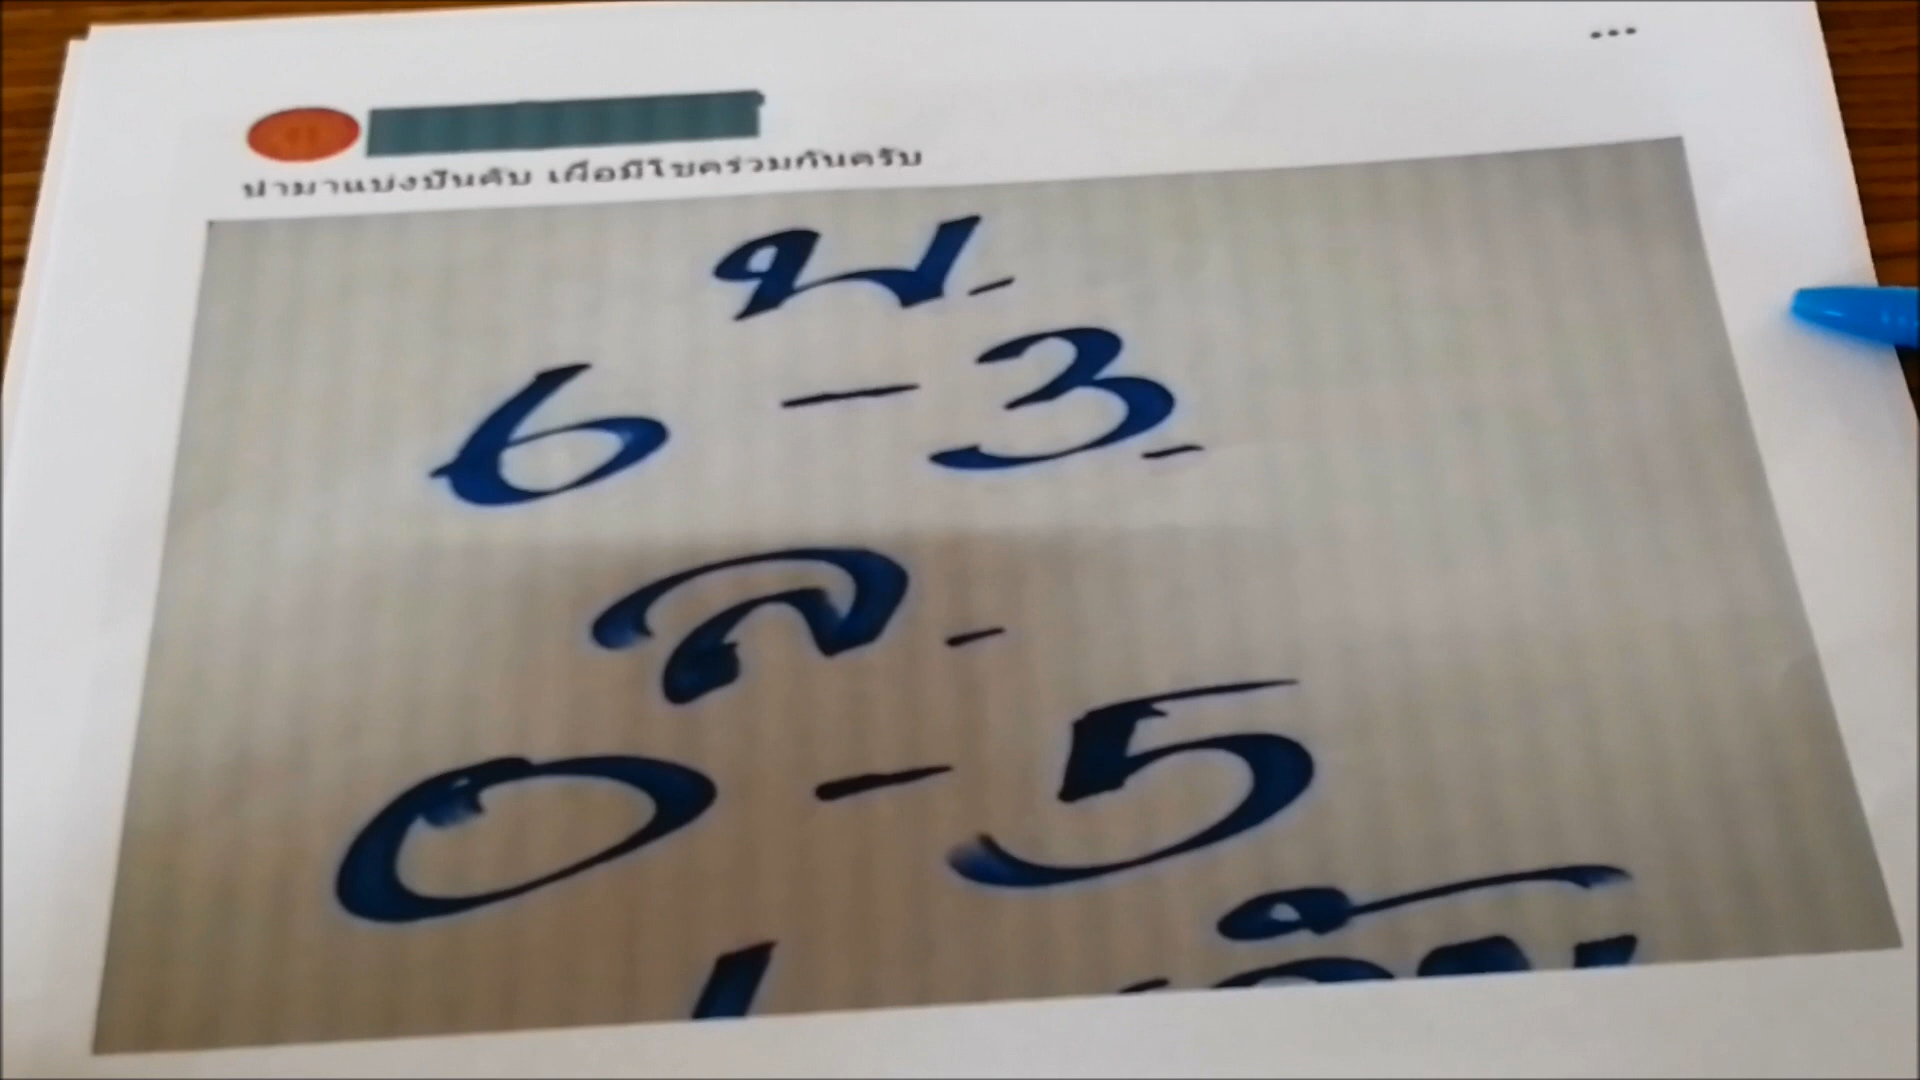 นำมาแบ่งปันคับ เผื่อมีโชคร่วมกันครับ
บ.
6 - 3.
ล.
0 - 5